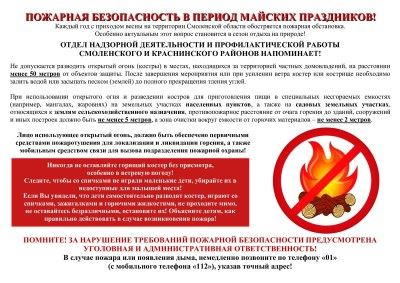 ПОЖАРНАЯ БЕЗОПАСНОСТЬ В ПЕРИОД МАЙСКИХ ПРАЗДНИКОВ!
Каждый год с приходом весны на территории Смоленской области обостряется пожарная обстановка.
Особенно актуальным этот вопрос становится в сезон отдыха на природе!
ОТДЕЛ НАДЗОРНОЙ ДЕЯТЕЛЬНОСТИ И ПРОФИЛАКТИЧЕСКОЙ РАБОТЫ
СМОЛЕНСКОГО И КРАСНИНСКОГО РАЙОНОВ НАПОМИНАЕТ!
Не допускается разводить открытый огонь (костер) в местах, находящихся за территорией частных домовладений, на расстоянии
менее 50 метров от объектов защиты. После завершения мероприятия или при усилении ветра костер или кострище необходимо
залить водой или засыпать песком (землей) до полного прекращения тления углей.
При использовании открытого огня и разведении костров для приготовления пищи в специальных несгораемых емкостях
(например, мангалах, жаровнях) на земельных участках населенных пунктов, а также на садовых земельных участках,
относящихся к землям сельскохозяйственного назначения, противопожарное расстояние от очага горения до зданий, сооружений
и иных построек должно быть не менее 5 метров, а зона очистки вокруг емкости от горючих материалов – не менее 2 метров.
Лицо использующее открытый огонь, должно быть обеспечено первичными
средствами пожаротушения для локализации и ликвидации горения, а также
мобильным средством связи для вызова подразделения пожарной охраны!
Никогда не оставляйте горящий костер без присмотра,
особенно в ветреную погоду!
Следите, чтобы со спичками не играли маленькие дети, убирайте их в
недоступные для малышей места!
Если Вы увидели, что дети самостоятельно разводят костер, играют со
спичками, зажигалками и горючими жидкостями, не проходите мимо,
не оставайтесь безразличными, остановите их! Объясните детям, как
правильно действовать в случае возникновения пожара!
ПОМНИТЕ! ЗА НАРУШЕНИЕ ТРЕБОВАНИЙ ПОЖАРНОЙ БЕЗОПАСНОСТИ ПРЕДУСМОТРЕНА
УГОЛОВНАЯ И АДМИНИСТРАТИВНАЯ ОТВЕТСТВЕННОСТЬ!
В случае пожара или появления дыма, немедленно позвоните по телефону «01»
(с мобильного телефона «112»), указав точный адрес!